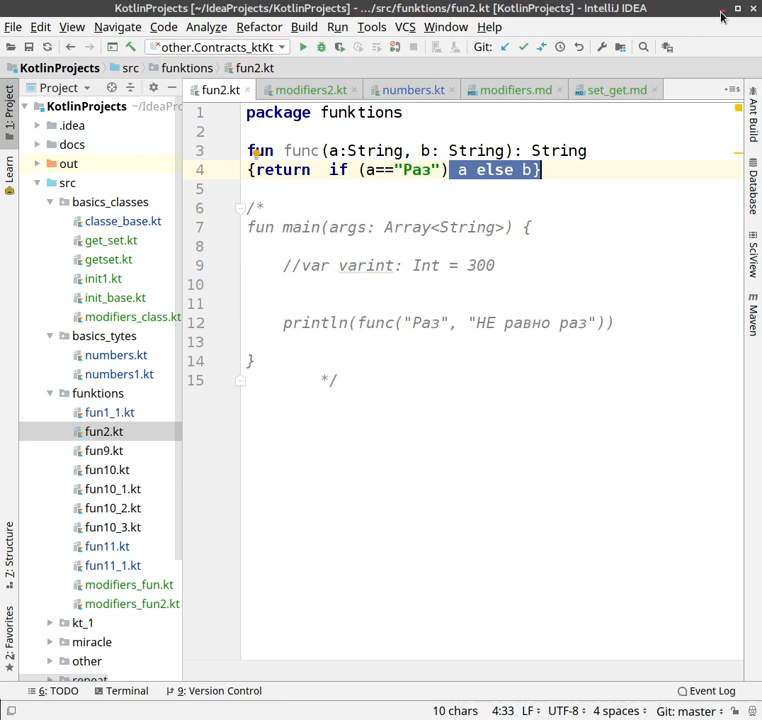 KotlinProjects [~/IdeaProjects/KotlinProjects] - .../src/funktions/fun2.kt [KotlinProjects] - IntelliJ IDEA
File Edit View Navigate Code Analyze Refactor Build Run Tools VCS Window Help
other.Contracts_ktKt Git:
KotlinProjects src funktions fun2.kt
Project
fun2.kt modifiers2.kt numbers.kt modifiers.md set_get.md
KotlinProjects ~/IdeaPro
.idea
docs
out
src
basics_classes
classe_base.kt
get_set.kt
getset.kt
init1.kt
init_base.kt
modifiers_class.kt
basics_tytes
numbers.kt
numbers1.kt
funktions
fun1_1.kt
fun2.kt
fun9.kt
fun10.kt
fun10_1.kt
fun10_2.kt
fun10_3.kt
fun11.kt
fun11_1.kt
modifiers_fun.kt
modifiers_fun2.kt
kt_1
miracle
other
repeat
1: Project
Learn
7: Structure
2: Favorites
1 package funktions
2
3 fun func(a:String, b: String): String
4 {return  if (a=="Раз") a else b}
5
6 /*
7 fun main(args: Array<String>) {
8
9     //var varint: Int = 300
10
11
12     println(func("Раз", "НЕ равно раз"))
13
14 }
15         */
Ant Build
Database
SciView
m Maven
6: TODO Terminal 9: Version Control Event Log
10 chars 4:33 LF UTF-8 4 spaces Git: master